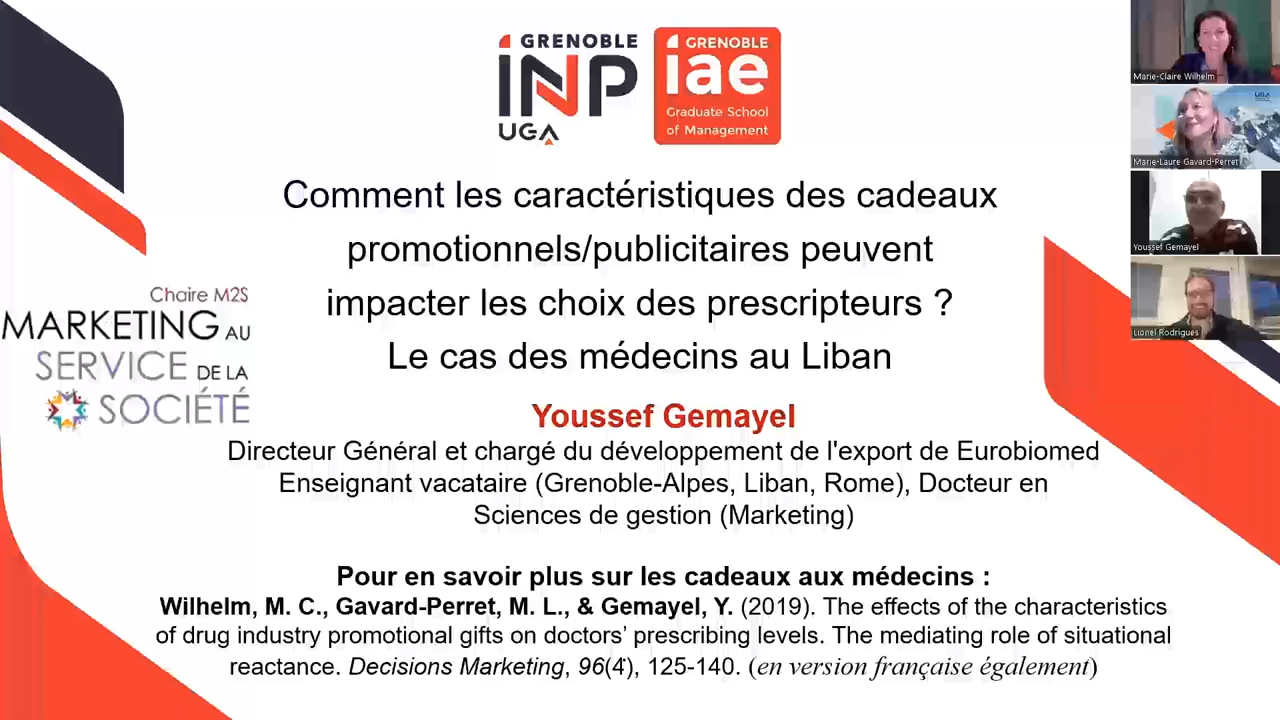 GRENOBLE
INP
UGA
GRENOBLE
iae
Graduate School
of Management
Marie-Claire Wilhelm
UGA
Marie-Laure Gavard-Perret
Youssef Gemayel
Lionel Rodrigues
Comment les caractéristiques des cadeaux
promotionnels/publicitaires peuvent
impacter les choix des prescripteurs ?
Le cas des médecins au Liban
Chaire M2S
MARKETING AU
SERVICE DE LA
SOCIÉTÉ
Youssef Gemayel
Directeur Général et chargé du développement de l'export de Eurobiomed
Enseignant vacataire (Grenoble-Alpes, Liban, Rome), Docteur en
Sciences de gestion (Marketing)
Pour en savoir plus sur les cadeaux aux médecins :
Wilhelm, M. C., Gavard-Perret, M. L., & Gemayel, Y. (2019). The effects of the characteristics
of drug industry promotional gifts on doctors’ prescribing levels. The mediating role of situational
reactance. Decisions Marketing, 96(4), 125-140. (en version française également)